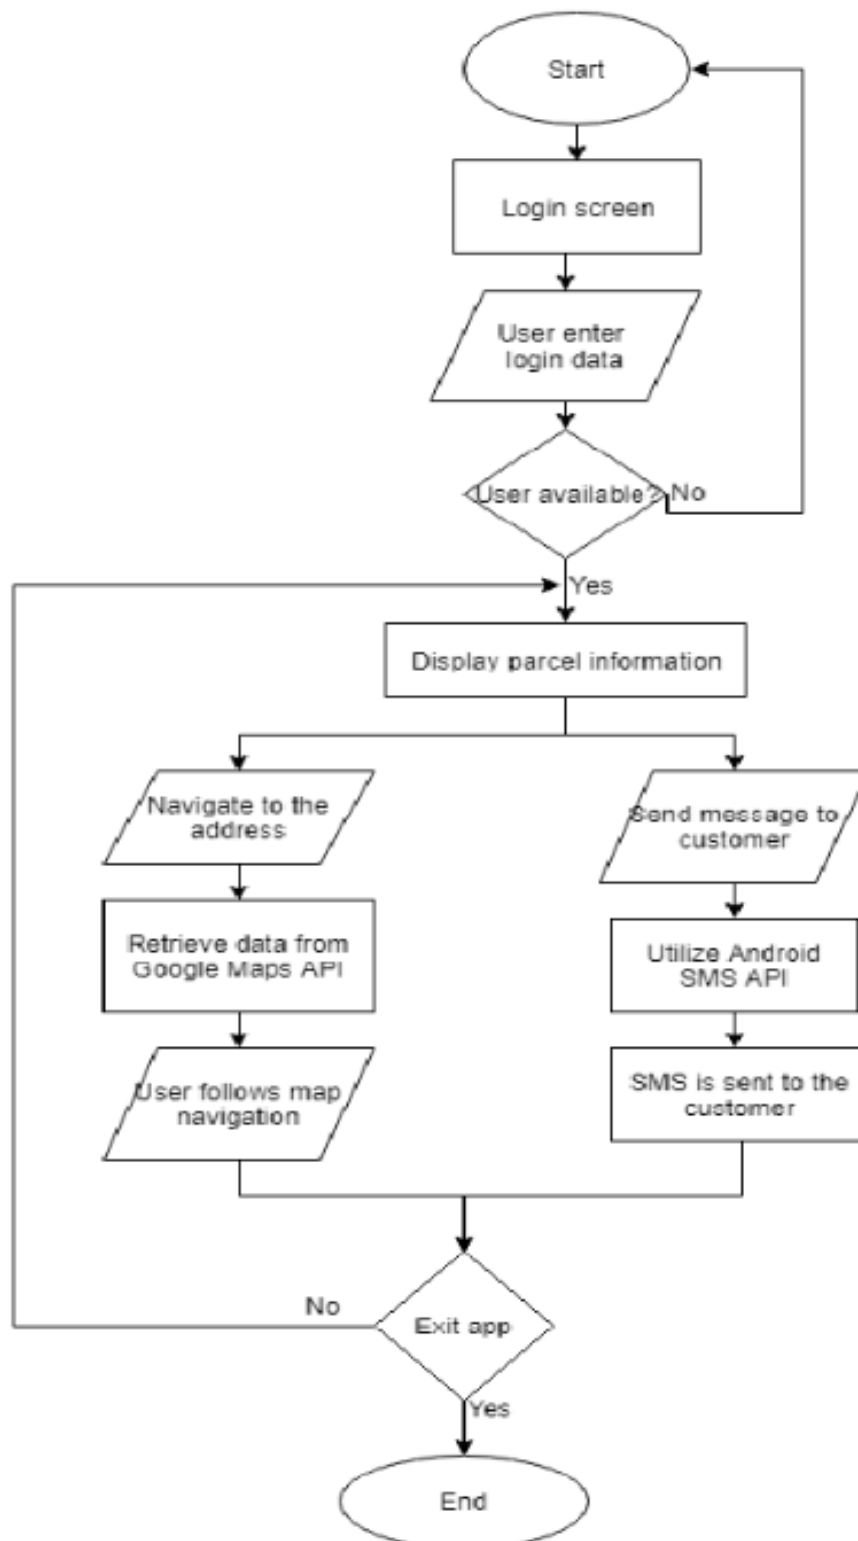 Start
Login screen
User enter
login data
User available?
No
Yes
Display parcel information
Navigate to the
address
Retrieve data from
Google Maps API
User follows map
navigation
Send message to
customer
Utilize Android
SMS API
SMS is sent to the
customer
No
Exit app
Yes
End